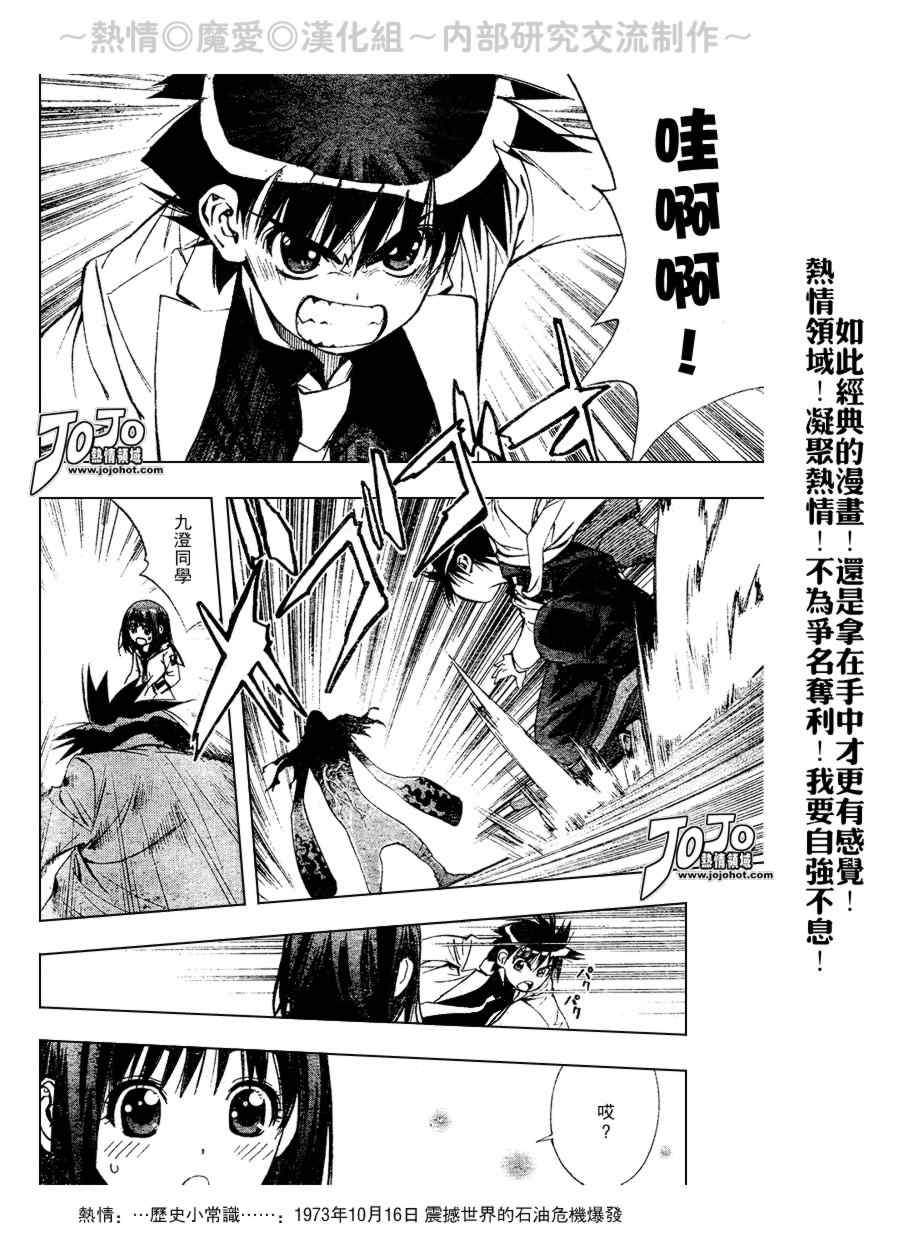 ～熱情◎魔愛◎漢化組～内部研究交流制作～
哇啊啊！
如此經典的漫畫！還是拿在手中才更有感覺！
熱情領域！凝聚熱情！不為爭名奪利！我要自強不息！
JOJO
熱情領域
www.jojohot.com
九澄同學
JOJO
熱情領域
www.jojohot.com
パク
パク
哎？
熱情：…歷史小常識……：1973年10月16日 震撼世界的石油危機爆發